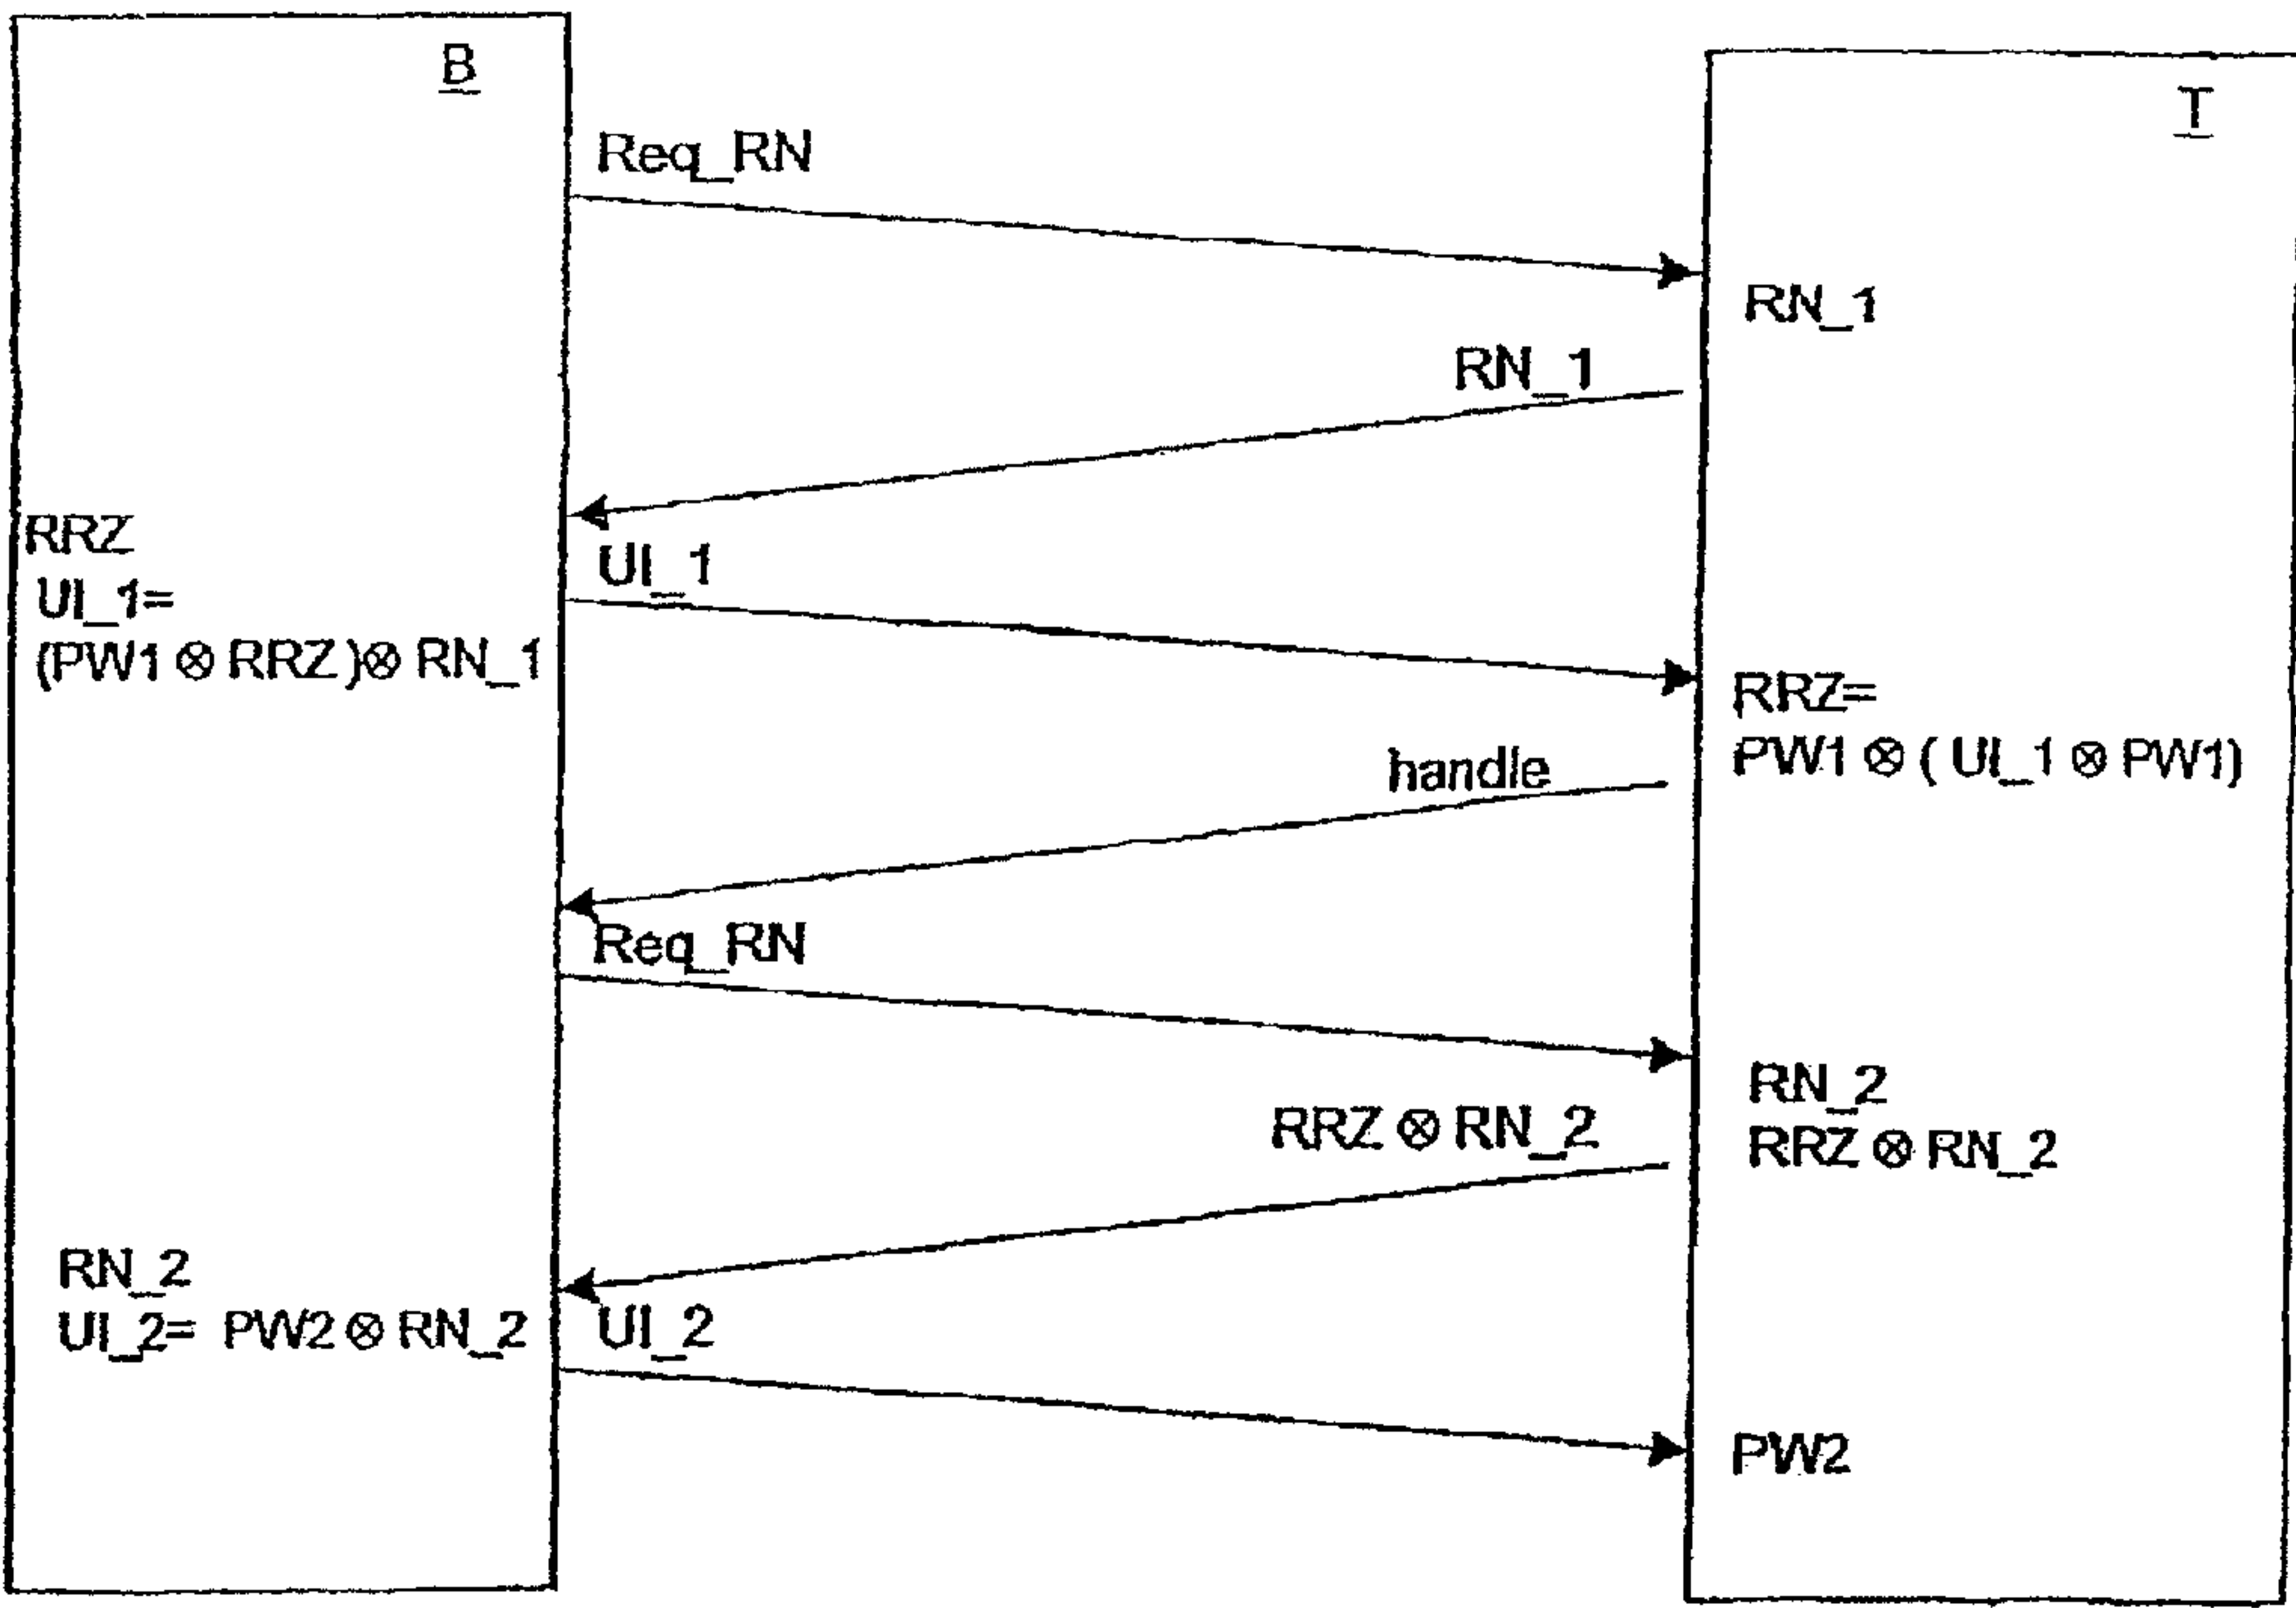 B
T
Req_RN
RN_1
RN_1
RRZ
UI_1=
(PW1 ⊗ RRZ)⊗ RN_1
UI_1
RRZ=
PW1 ⊗ ( UI_1 ⊗ PW1)
handle
Req_RN
RN_2
RRZ ⊗ RN_2
RRZ ⊗ RN_2
RN_2
UI_2= PW2 ⊗ RN_2
UI_2
PW2